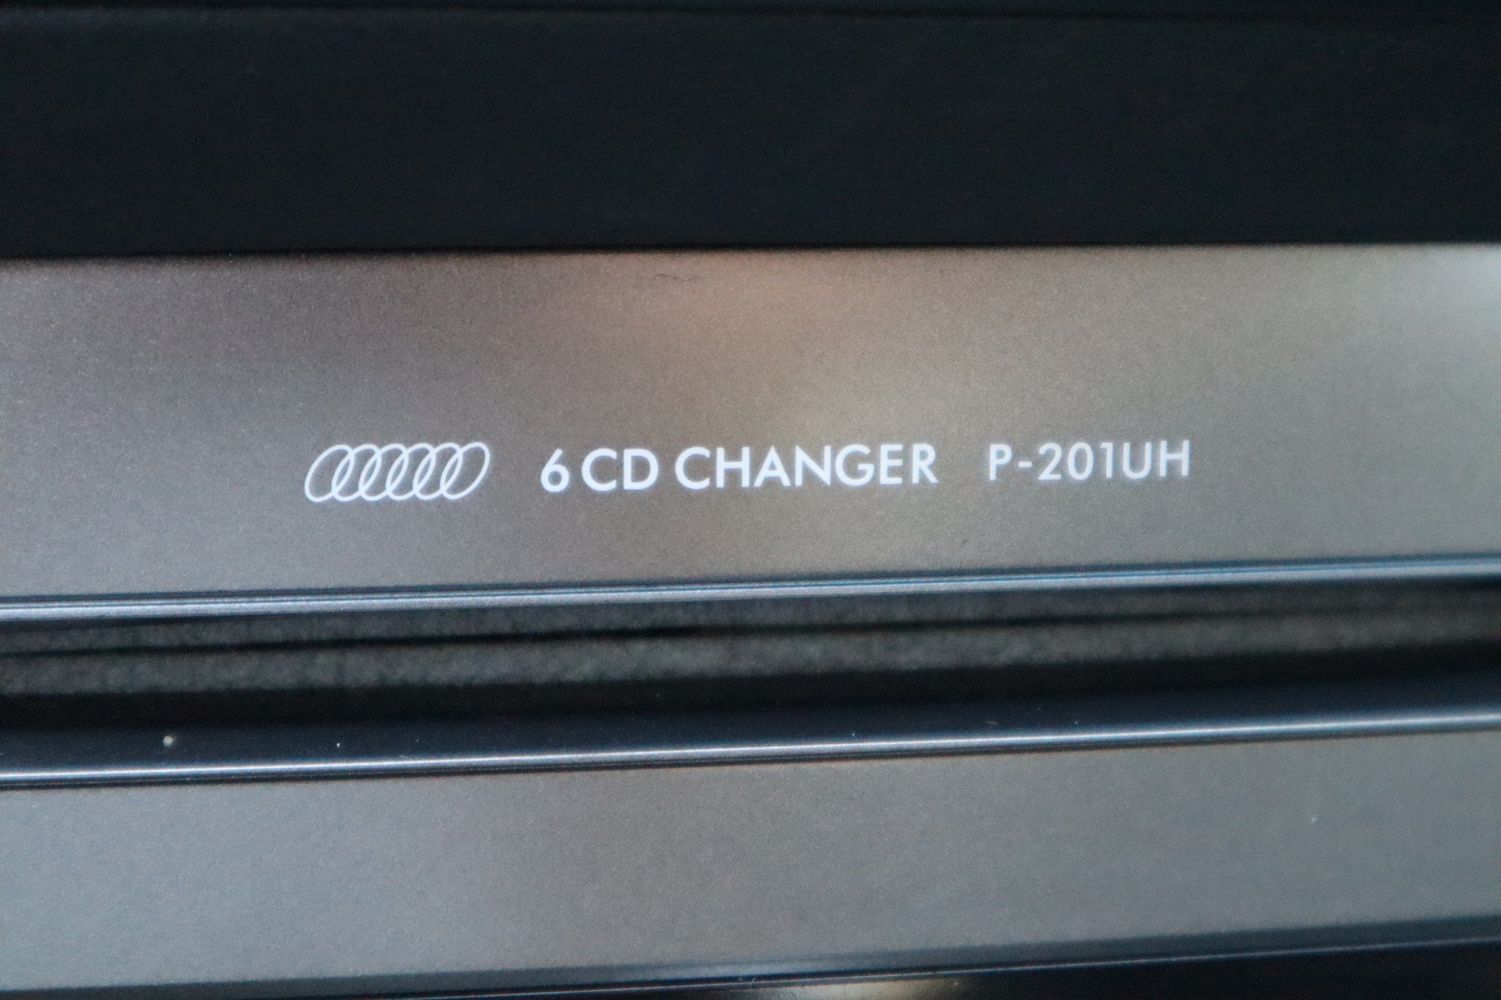 6 CD CHANGER P-201UH